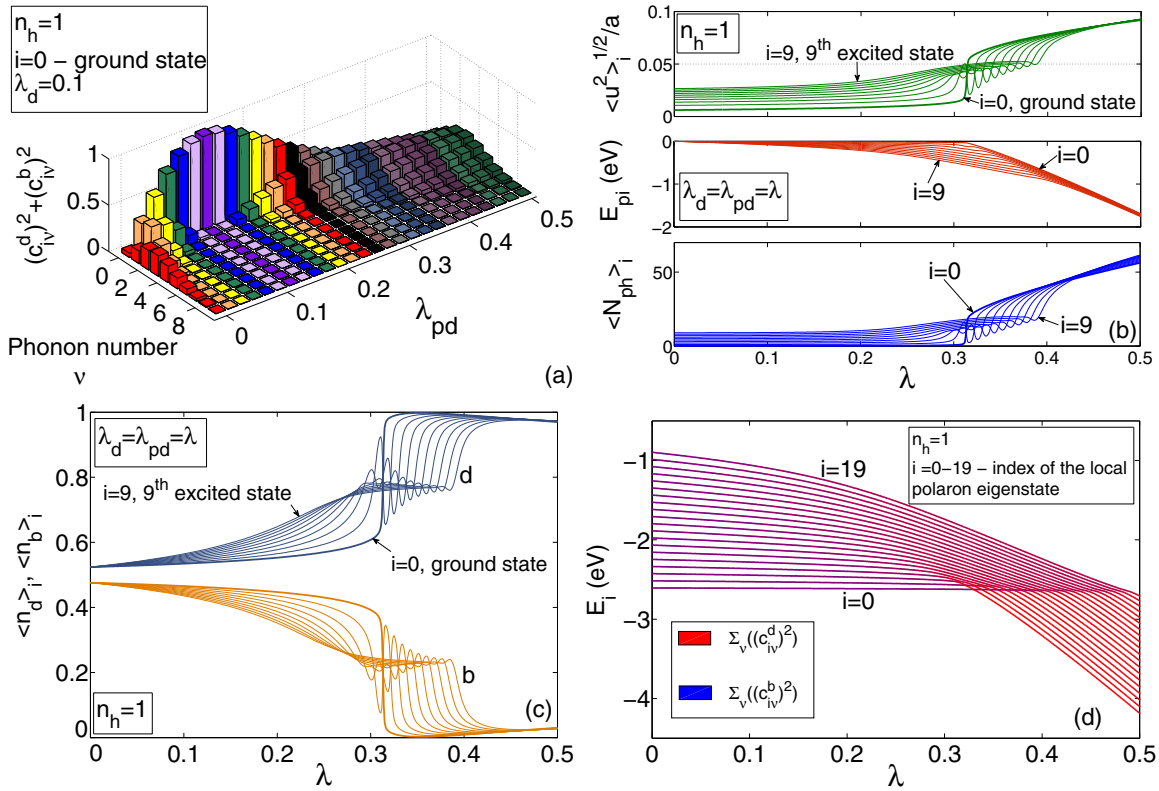 n_h=1
i=0 – ground state
λ_d=0.1
1
0.5
0
(c_iν^d)^2+(c_iν^b)^2
0
2
4
6
8
Phonon number
ν
0
0.1
0.2
0.3
0.4
0.5
λ_pd
(a)
<u^2>_i^1/2/a
0.1
0.05
0
n_h=1
i=9, 9^th excited state
i=0, ground state
E_pi (eV)
0
−1
−2
λ_d=λ_pd=λ
i=0
i=9
<N_ph>_i
50
0
i=0
i=9
(b)
0 0.1 0.2 0.3 0.4 0.5
λ
<n_d>_i, <n_b>_i
1
0.8
0.6
0.4
0.2
0
λ_d=λ_pd=λ
i=9, 9^th excited state
d
i=0, ground state
b
n_h=1
(c)
0 0.1 0.2 0.3 0.4 0.5
λ
E_i (eV)
−1
−2
−3
−4
n_h=1
i =0−19 – index of the local
polaron eigenstate
i=19
i=0
Σ_ν((c_iν^d)^2)
Σ_ν((c_iν^b)^2)
(d)
0 0.1 0.2 0.3 0.4 0.5
λ